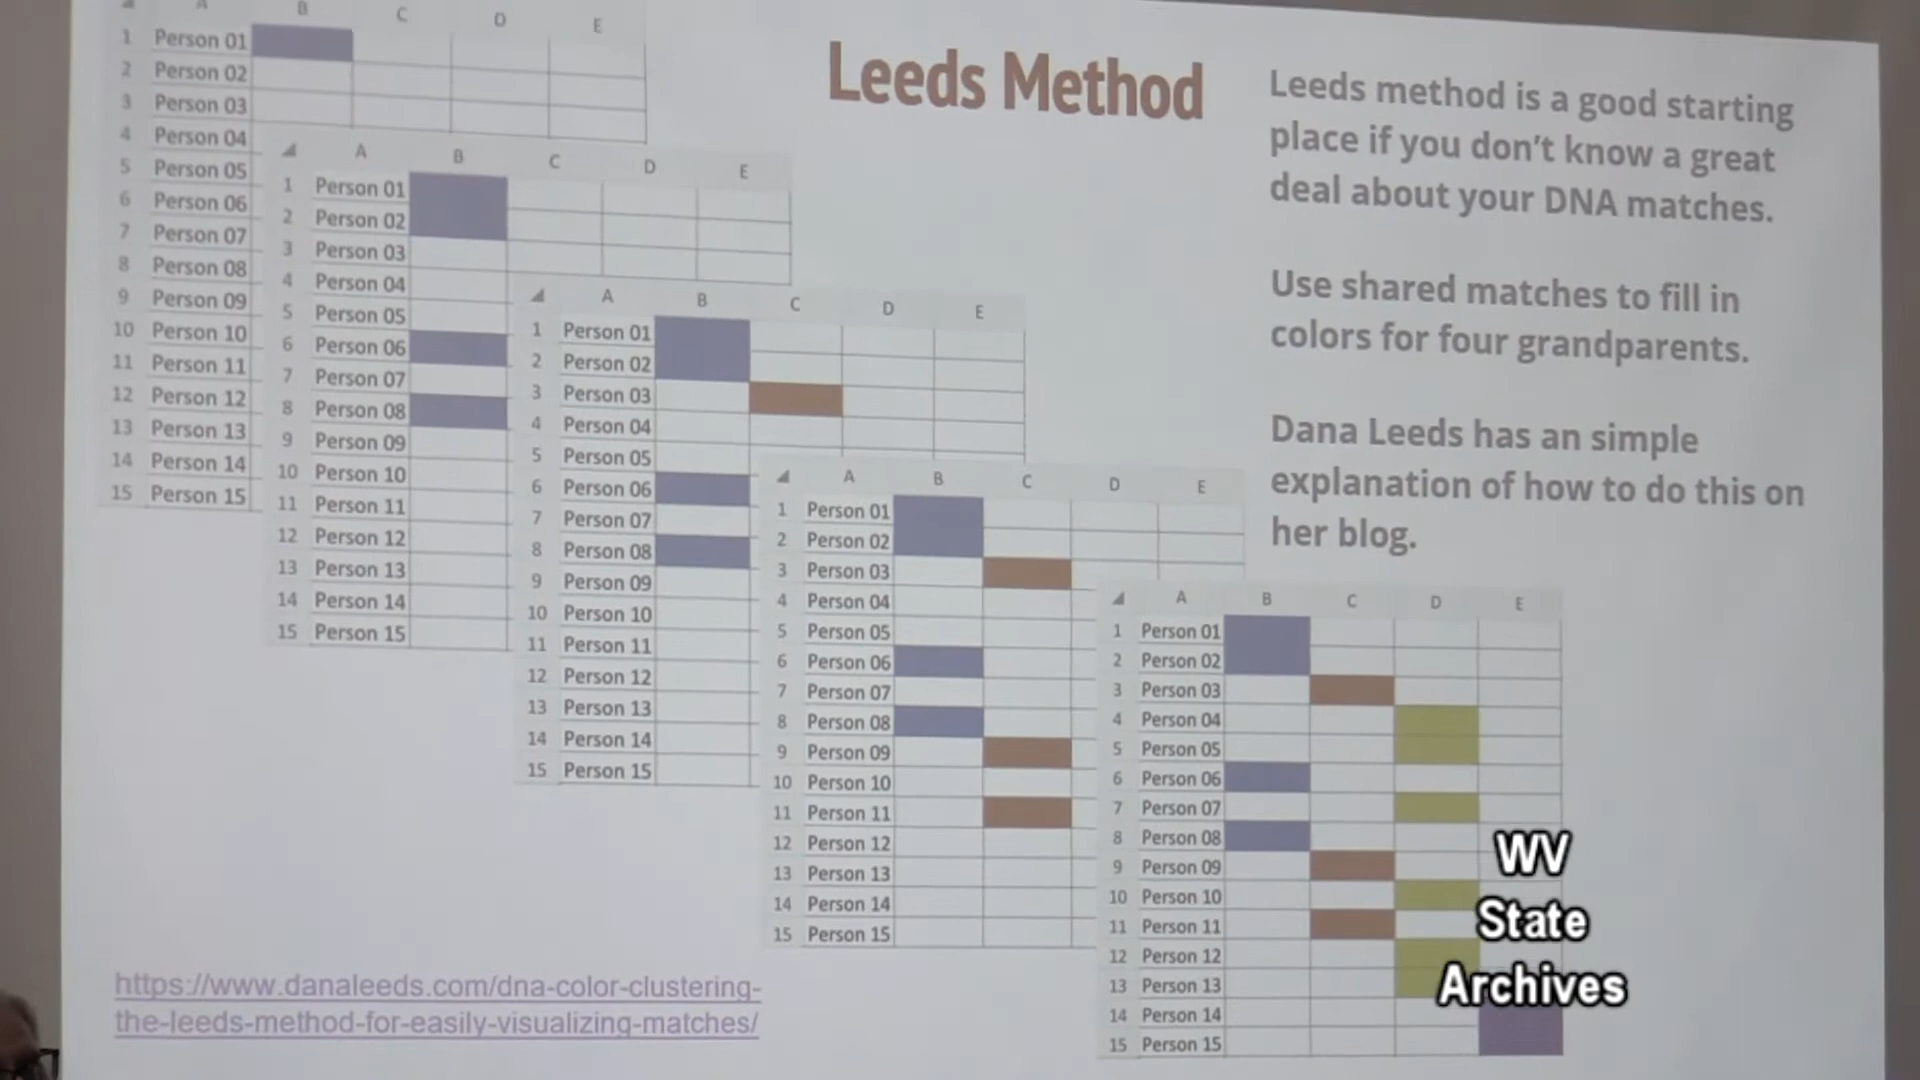 Leeds Method
Leeds method is a good starting
place if you don't know a great
deal about your DNA matches.
Use shared matches to fill in
colors for four grandparents.
Dana Leeds has an simple
explanation of how to do this on
her blog.
A B C D E
1 Person 01
2 Person 02
3 Person 03
4 Person 04
5 Person 05
6 Person 06
7 Person 07
8 Person 08
9 Person 09
10 Person 10
11 Person 11
12 Person 12
13 Person 13
14 Person 14
15 Person 15
A B C D E
1 Person 01
2 Person 02
3 Person 03
4 Person 04
5 Person 05
6 Person 06
7 Person 07
8 Person 08
9 Person 09
10 Person 10
11 Person 11
12 Person 12
13 Person 13
14 Person 14
15 Person 15
A B C D E
1 Person 01
2 Person 02
3 Person 03
4 Person 04
5 Person 05
6 Person 06
7 Person 07
8 Person 08
9 Person 09
10 Person 10
11 Person 11
12 Person 12
13 Person 13
14 Person 14
15 Person 15
A B C D E
1 Person 01
2 Person 02
3 Person 03
4 Person 04
5 Person 05
6 Person 06
7 Person 07
8 Person 08
9 Person 09
10 Person 10
11 Person 11
12 Person 12
13 Person 13
14 Person 14
15 Person 15
A B C D E
1 Person 01
2 Person 02
3 Person 03
4 Person 04
5 Person 05
6 Person 06
7 Person 07
8 Person 08
9 Person 09
10 Person 10
11 Person 11
12 Person 12
13 Person 13
14 Person 14
15 Person 15
https://www.danaleeds.com/dna-color-clustering-
the-leeds-method-for-easily-visualizing-matches/
WV
State
Archives